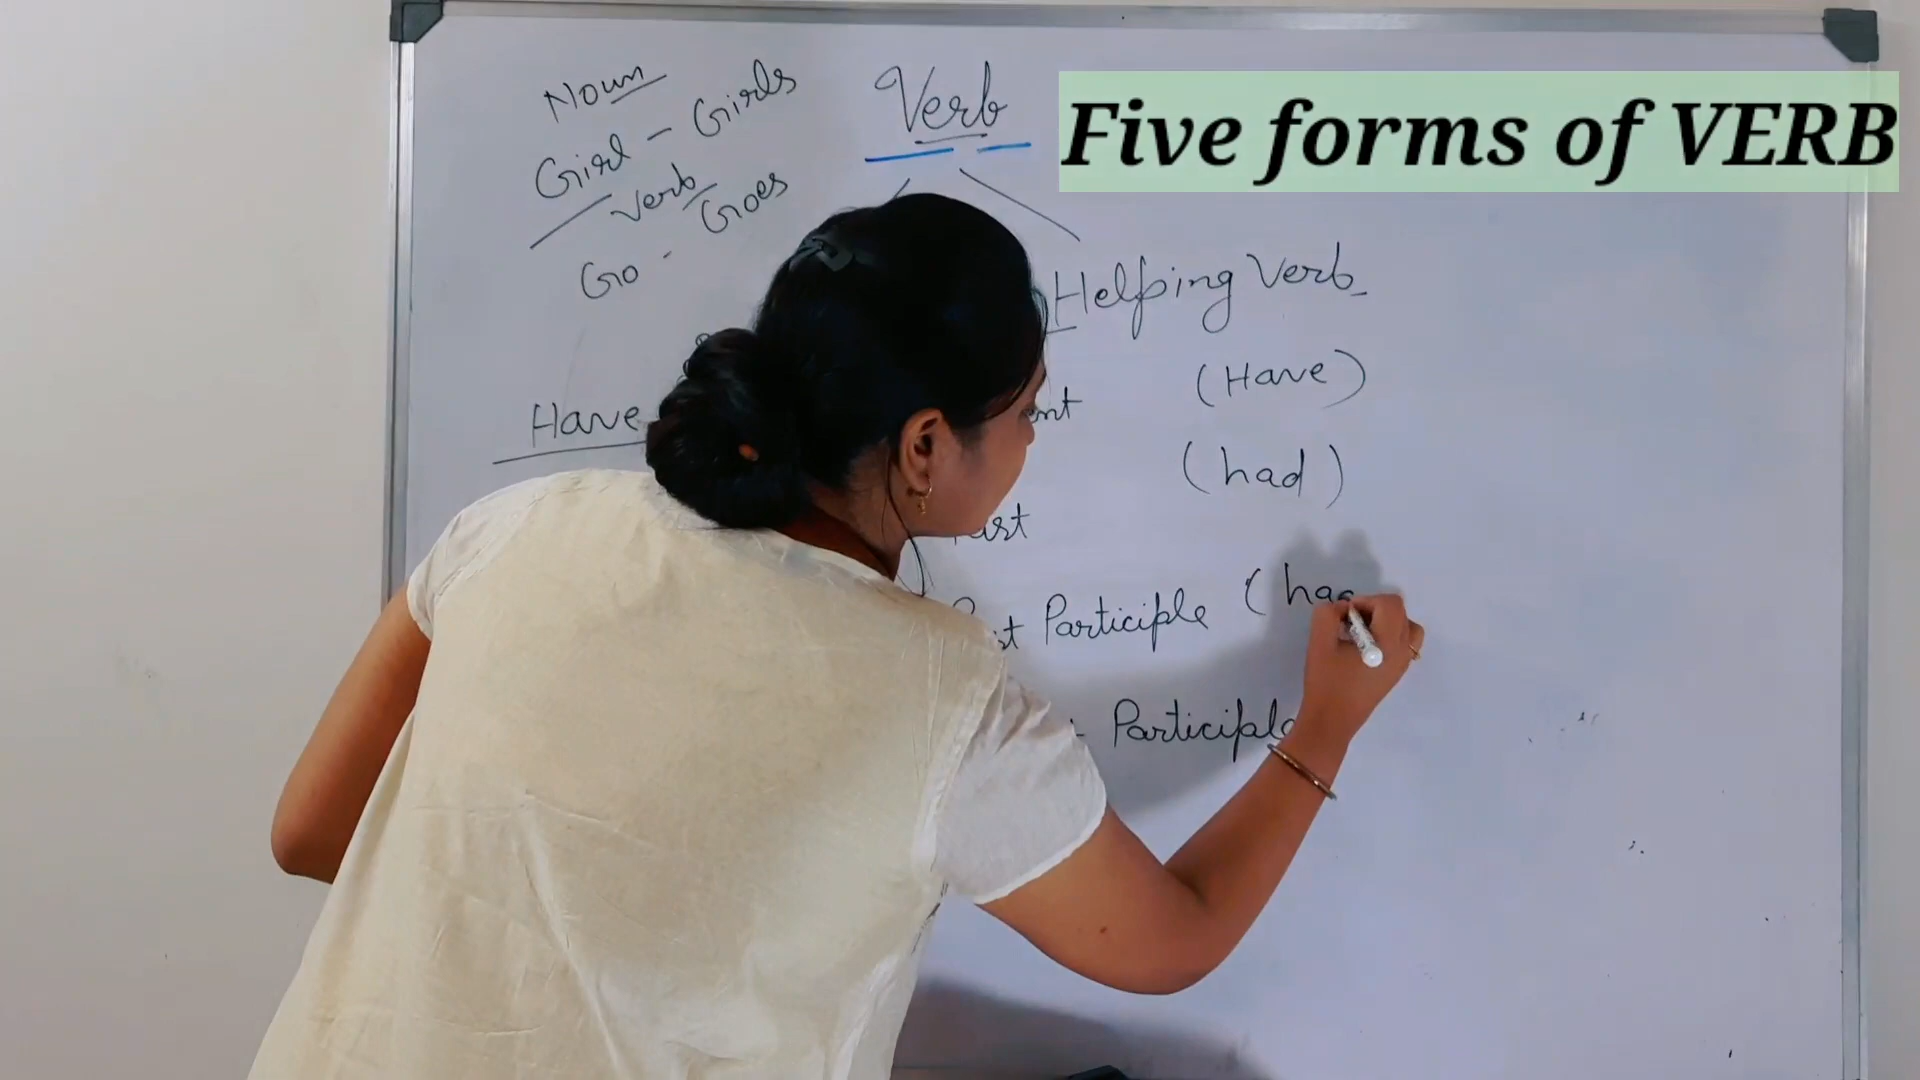 Five forms of VERB
Noun
Girl - Girls
Verb
Go - Goes
Verb
Helping Verb
Have
(Have)
(had)
Participle (
Participle